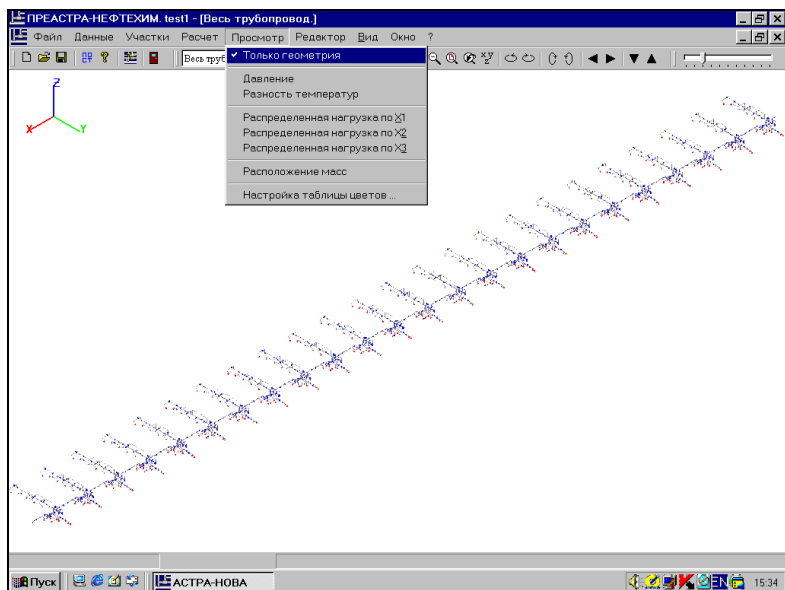 ПРЕАСТРА-НЕФТЕХИМ. test1 - [Весь трубопровод.]
Файл Данные Участки Расчет Просмотр Редактор Вид Окно ?
Весь
Только геометрия
Давление
Разность температур
Распределенная нагрузка по X1
Распределенная нагрузка по X2
Распределенная нагрузка по X3
Расположение масс
Настройка таблицы цветов ...
Z
X
Y
Пуск АСТРА-НОВА EN 15:34